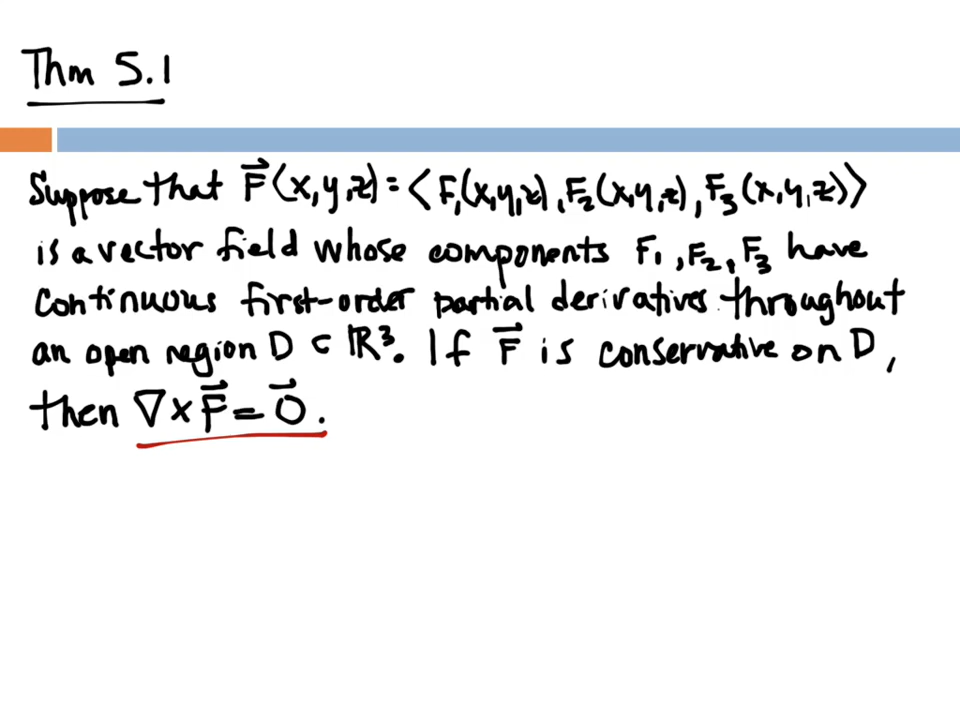 Thm 5.1
Suppose that F⃗(x,y,z)=⟨F₁(x,y,z),F₂(x,y,z),F₃(x,y,z)⟩
is a vector field whose components F₁,F₂,F₃ have
continuous first-order partial derivatives throughout
an open region D ⊂ ℝ³. If F⃗ is conservative on D,
then ∇×F⃗=0⃗.